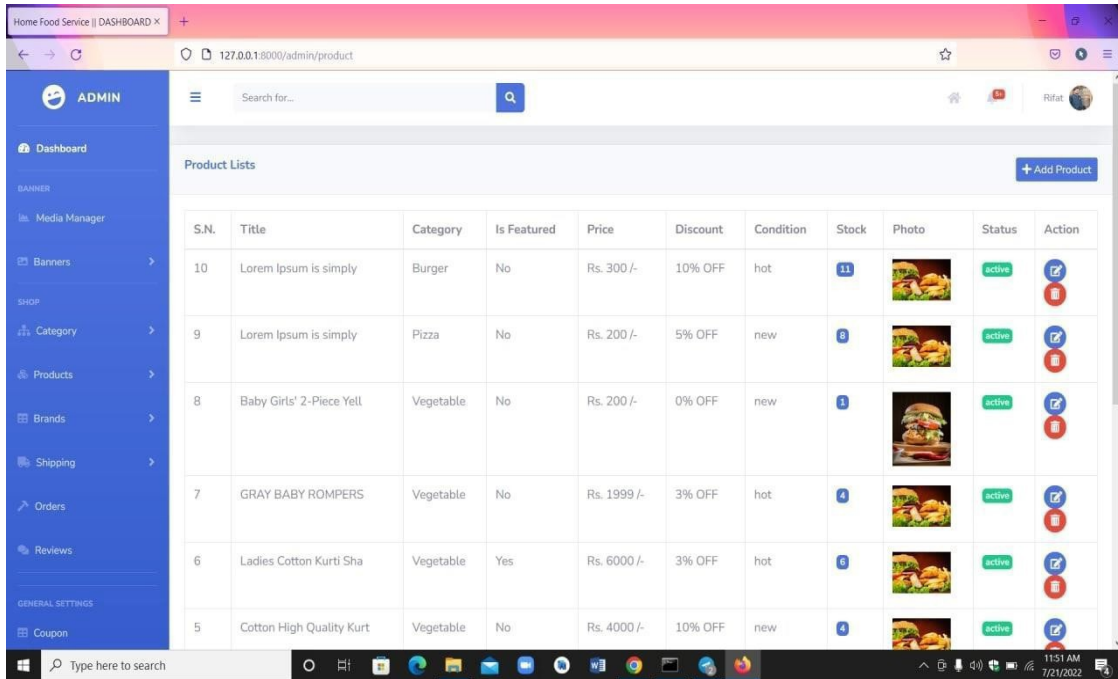 Home Food Service || DASHBOARD
127.0.0.1:8000/admin/product
ADMIN
Search for...
5+
Rifat
Dashboard
Product Lists
Add Product
BANNER
Media Manager
Banners
SHOP
Category
Products
Brands
Shipping
Orders
Reviews
GENERAL SETTINGS
Coupon
S.N. Title Category Is Featured Price Discount Condition Stock Photo Status Action
10 Lorem Ipsum is simply Burger No Rs. 300 /- 10% OFF hot 11 active
9 Lorem Ipsum is simply Pizza No Rs. 200 /- 5% OFF new 8 active
8 Baby Girls' 2-Piece Yell Vegetable No Rs. 200 /- 0% OFF new 1 active
7 GRAY BABY ROMPERS Vegetable No Rs. 1999 /- 3% OFF hot 4 active
6 Ladies Cotton Kurti Sha Vegetable Yes Rs. 6000 /- 3% OFF hot 6 active
5 Cotton High Quality Kurt Vegetable No Rs. 4000 /- 10% OFF new 4 active
Type here to search
11:51 AM
7/21/2022